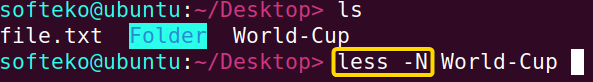 softeko@ubuntu:~/Desktop> ls
file.txt  Folder  World-Cup
softeko@ubuntu:~/Desktop> less -N World-Cup